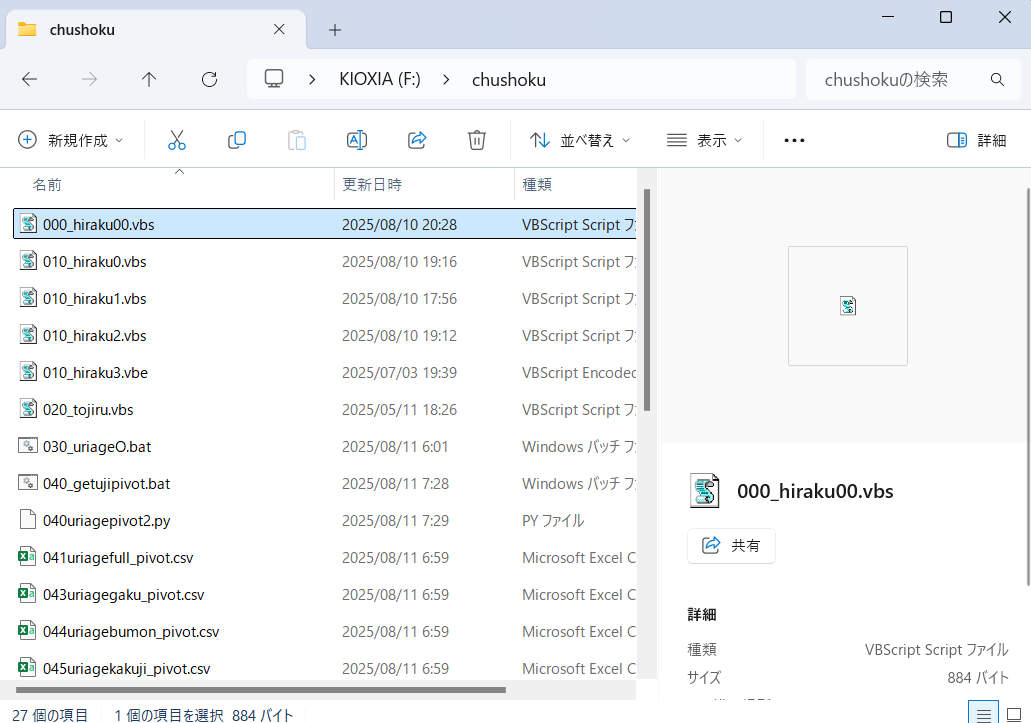 chushoku
KIOXIA (F:) chushoku
chushokuの検索
新規作成 並べ替え 表示 詳細
名前 更新日時 種類
000_hiraku00.vbs 2025/08/10 20:28 VBScript Script フ
010_hiraku0.vbs 2025/08/10 19:16 VBScript Script フ
010_hiraku1.vbs 2025/08/10 17:56 VBScript Script フ
010_hiraku2.vbs 2025/08/10 19:12 VBScript Script フ
010_hiraku3.vbe 2025/07/03 19:39 VBScript Encoded
020_tojiru.vbs 2025/05/11 18:26 VBScript Script フ
030_uriageO.bat 2025/08/11 6:01 Windows バッチ フ
040_getujipivot.bat 2025/08/11 7:28 Windows バッチ フ
040uriagepivot2.py 2025/08/11 7:29 PY ファイル
041uriagefull_pivot.csv 2025/08/11 6:59 Microsoft Excel C
043uriagegaku_pivot.csv 2025/08/11 6:59 Microsoft Excel C
044uriagebumon_pivot.csv 2025/08/11 6:59 Microsoft Excel C
045uriagekakuji_pivot.csv 2025/08/11 6:59 Microsoft Excel C
000_hiraku00.vbs
共有
詳細
種類 VBScript Script ファイル
サイズ 884 バイト
27 個の項目 1 個の項目を選択 884 バイト